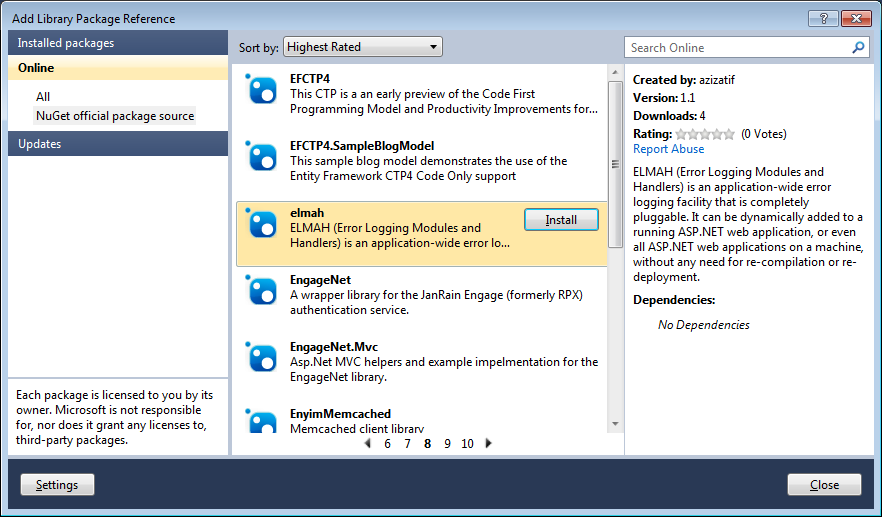 Add Library Package Reference
Installed packages
Online
All
NuGet official package source
Updates
Each package is licensed to you by its
owner. Microsoft is not responsible
for, nor does it grant any licenses to,
third-party packages.
Sort by: Highest Rated
EFCTP4
This CTP is a an early preview of the Code First
Programming Model and Productivity Improvements for...
EFCTP4.SampleBlogModel
This sample blog model demonstrates the use of the
Entity Framework CTP4 Code Only support
elmah
ELMAH (Error Logging Modules and
Handlers) is an application-wide error lo...
Install
EngageNet
A wrapper library for the JanRain Engage (formerly RPX)
authentication service.
EngageNet.Mvc
Asp.Net MVC helpers and example impelmentation for the
EngageNet library.
EnyimMemcached
Memcached client library
6 7 8 9 10
Search Online
Created by: azizatif
Version: 1.1
Downloads: 4
Rating: (0 Votes)
Report Abuse
ELMAH (Error Logging Modules and
Handlers) is an application-wide error
logging facility that is completely
pluggable. It can be dynamically added to a
running ASP.NET web application, or even
all ASP.NET web applications on a machine,
without any need for re-compilation or re-
deployment.
Dependencies:
No Dependencies
Settings
Close